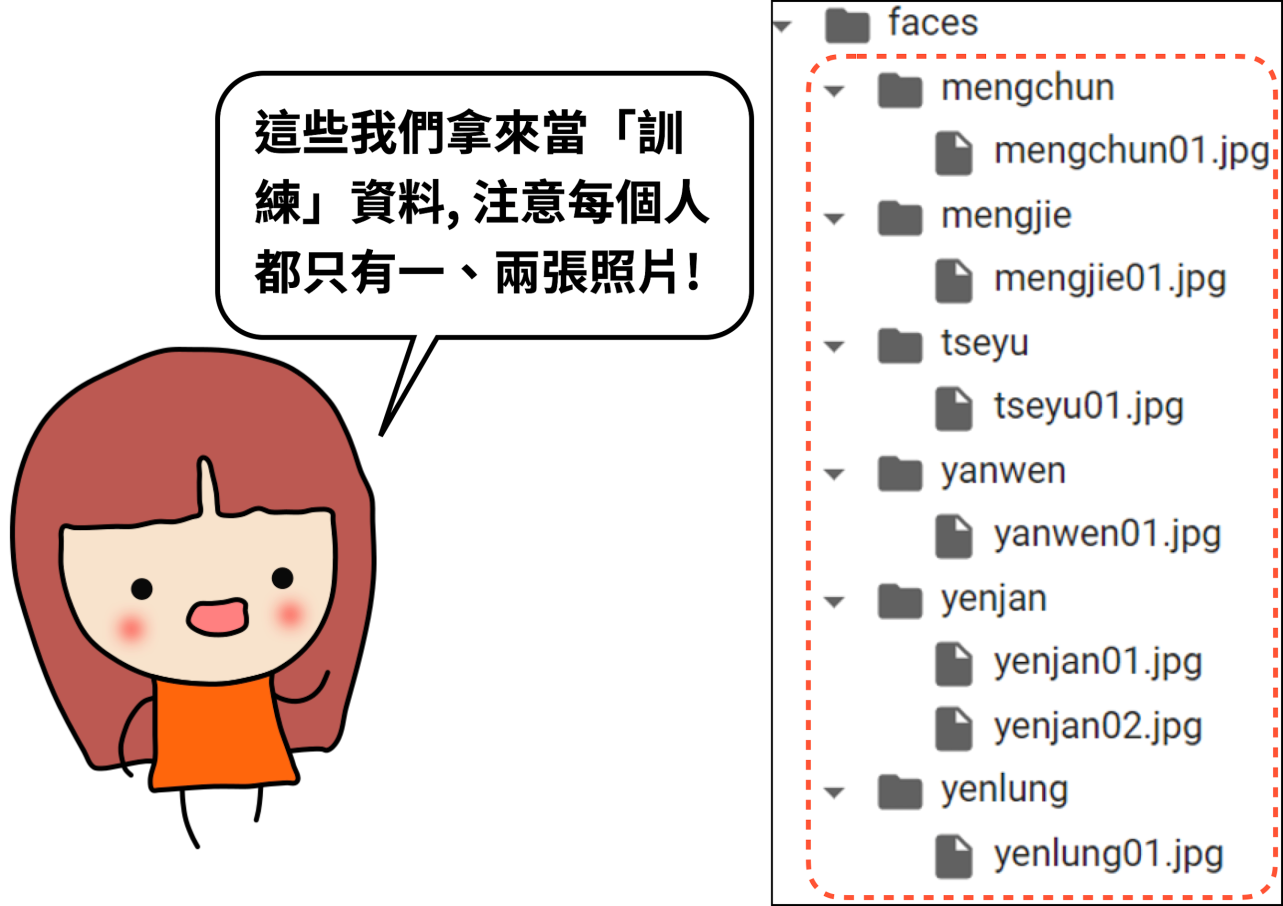 這些我們拿來當「訓
練」資料, 注意每個人
都只有一、兩張照片!
faces
mengchun
mengchun01.jpg
mengjie
mengjie01.jpg
tseyu
tseyu01.jpg
yanwen
yanwen01.jpg
yenjan
yenjan01.jpg
yenjan02.jpg
yenlung
yenlung01.jpg